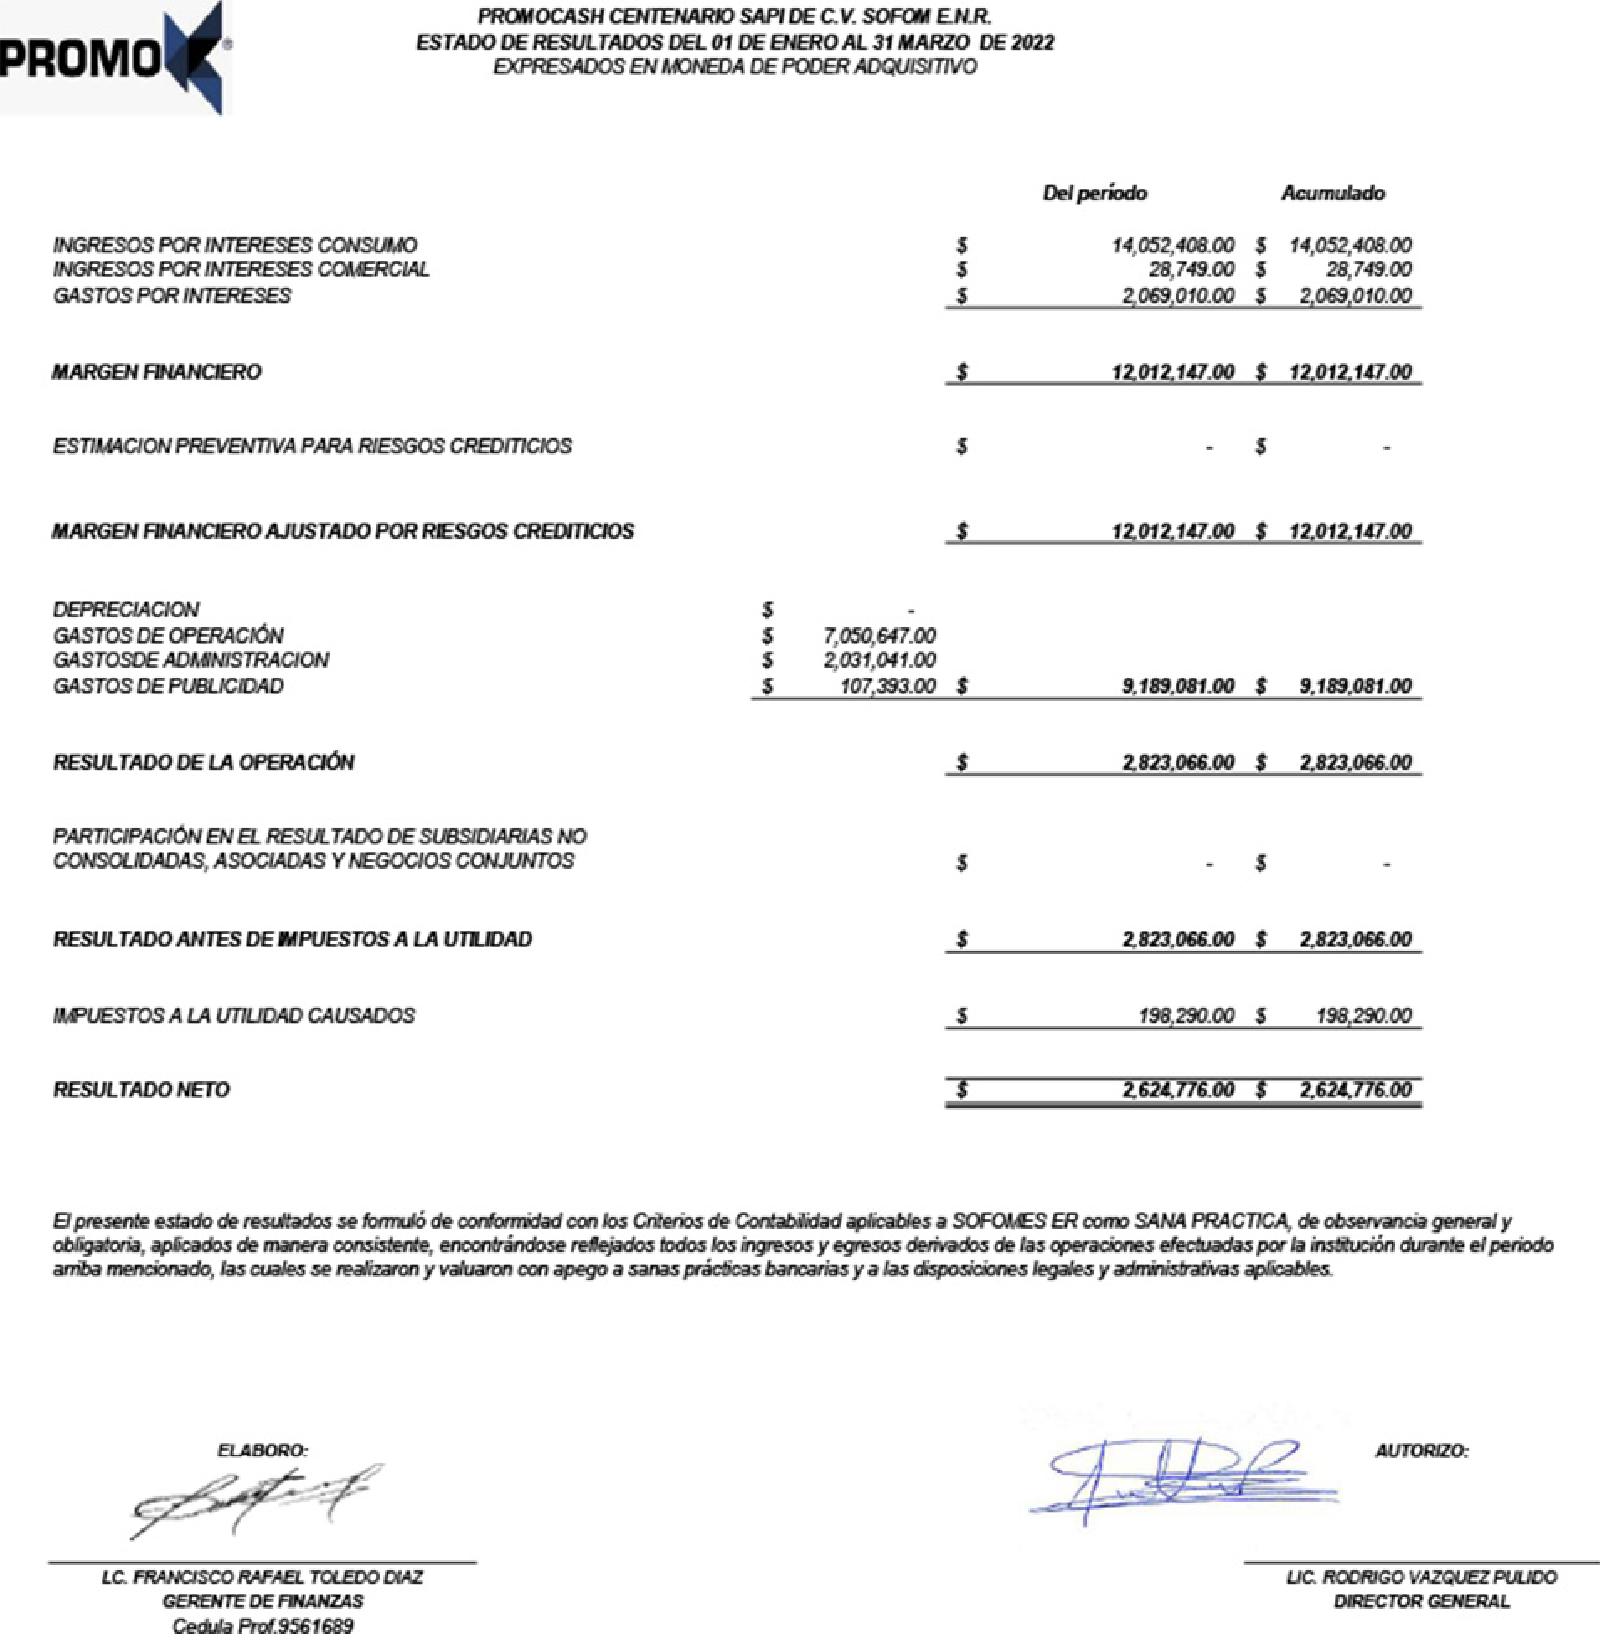 PROMO
PROMOCASH CENTENARIO SAPI DE C.V. SOFOM E.N.R.
ESTADO DE RESULTADOS DEL 01 DE ENERO AL 31 MARZO DE 2022
EXPRESADOS EN MONEDA DE PODER ADQUISITIVO
Del período Acumulado
INGRESOS POR INTERESES CONSUMO $ 14,052,408.00 $ 14,052,408.00
INGRESOS POR INTERESES COMERCIAL $ 28,749.00 $ 28,749.00
GASTOS POR INTERESES $ 2,069,010.00 $ 2,069,010.00
MARGEN FINANCIERO $ 12,012,147.00 $ 12,012,147.00
ESTIMACION PREVENTIVA PARA RIESGOS CREDITICIOS $ - $ -
MARGEN FINANCIERO AJUSTADO POR RIESGOS CREDITICIOS $ 12,012,147.00 $ 12,012,147.00
DEPRECIACION $ -
GASTOS DE OPERACIÓN $ 7,050,647.00
GASTOSDE ADMINISTRACION $ 2,031,041.00
GASTOS DE PUBLICIDAD $ 107,393.00 $ 9,189,081.00 $ 9,189,081.00
RESULTADO DE LA OPERACIÓN $ 2,823,066.00 $ 2,823,066.00
PARTICIPACIÓN EN EL RESULTADO DE SUBSIDIARIAS NO
CONSOLIDADAS, ASOCIADAS Y NEGOCIOS CONJUNTOS $ - $ -
RESULTADO ANTES DE IMPUESTOS A LA UTILIDAD $ 2,823,066.00 $ 2,823,066.00
IMPUESTOS A LA UTILIDAD CAUSADOS $ 198,290.00 $ 198,290.00
RESULTADO NETO $ 2,624,776.00 $ 2,624,776.00
El presente estado de resultados se formuló de conformidad con los Criterios de Contabilidad aplicables a SOFOMES ER como SANA PRACTICA, de observancia general y
obligatoria, aplicados de manera consistente, encontrándose reflejados todos los ingresos y egresos derivados de las operaciones efectuadas por la institución durante el periodo
arriba mencionado, las cuales se realizaron y valuaron con apego a sanas prácticas bancarias y a las disposiciones legales y administrativas aplicables.
ELABORO: AUTORIZO:
LC. FRANCISCO RAFAEL TOLEDO DIAZ LIC. RODRIGO VAZQUEZ PULIDO
GERENTE DE FINANZAS DIRECTOR GENERAL
Cedula Prof.9561689